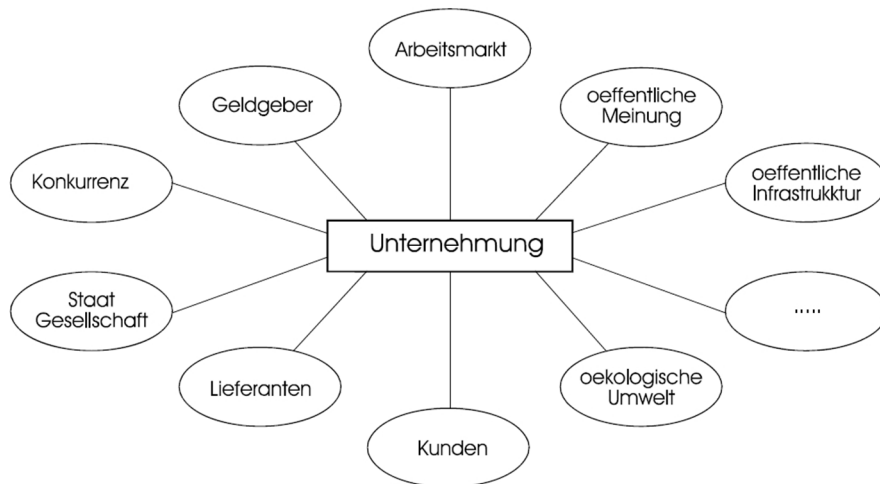 Arbeitsmarkt
Geldgeber
oeffentliche
Meinung
Konkurrenz
oeffentliche
Infrastrukktur
Unternehmung
Staat
Gesellschaft
.....
Lieferanten
oekologische
Umwelt
Kunden